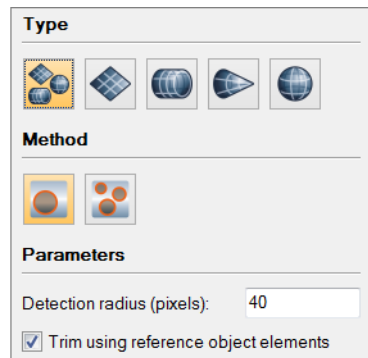 Type
Method
Parameters
Detection radius (pixels): 40
Trim using reference object elements